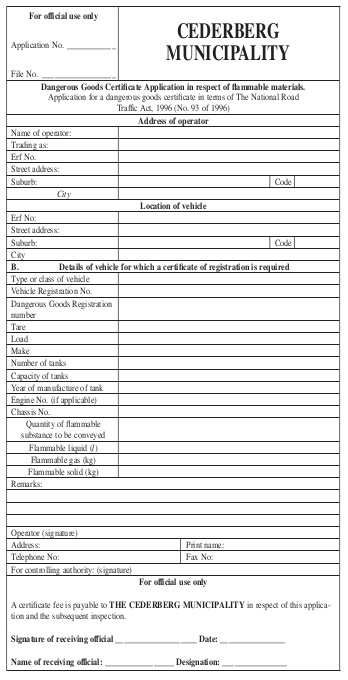 For official use only
Application No. ___________
File No. ________________
CEDERBERG
MUNICIPALITY
Dangerous Goods Certificate Application in respect of flammable materials.
Application for a dangerous goods certificate in terms of The National Road
Traffic Act, 1996 (No. 93 of 1996)
Address of operator
Name of operator:
Trading as:
Erf No.
Street address:
Suburb: Code
City
Location of vehicle
Erf No:
Street address:
Suburb: Code
City
B. Details of vehicle for which a certificate of registration is required
Type or class of vehicle
Vehicle Registration No.
Dangerous Goods Registration
number
Tare
Load
Make
Number of tanks
Capacity of tanks
Year of manufacture of tank
Engine No. (if applicable)
Chassis No.
Quantity of flammable
substance to be conveyed
Flammable liquid (l)
Flammable gas (kg)
Flammable solid (kg)
Remarks:
Operator (signature)
Address: Print name:
Telephone No: Fax No:
For controlling authority: (signature)
For official use only
A certificate fee is payable to THE CEDERBERG MUNICIPALITY in respect of this applica-
tion and the subsequent inspection.
Signature of receiving official __________________ Date: ______________
Name of receiving official: _______________ Designation: ______________